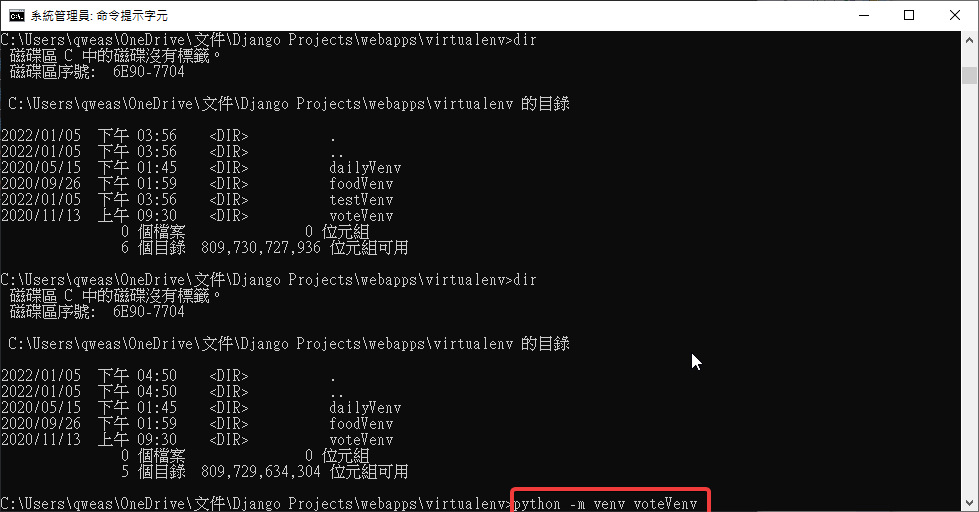 系統管理員: 命令提示字元
C:\Users\qweas\OneDrive\文件\Django Projects\webapps\virtualenv>dir
磁碟區 C 中的磁碟沒有標籤。
磁碟區序號:  6E90-7704
C:\Users\qweas\OneDrive\文件\Django Projects\webapps\virtualenv 的目錄
2022/01/05  下午 03:56    <DIR>          .
2022/01/05  下午 03:56    <DIR>          ..
2020/05/15  下午 01:45    <DIR>          dailyVenv
2020/09/26  下午 01:59    <DIR>          foodVenv
2022/01/05  下午 03:56    <DIR>          testVenv
2020/11/13  上午 09:30    <DIR>          voteVenv
0 個檔案               0 位元組
6 個目錄  809,730,727,936 位元組可用
C:\Users\qweas\OneDrive\文件\Django Projects\webapps\virtualenv>dir
磁碟區 C 中的磁碟沒有標籤。
磁碟區序號:  6E90-7704
C:\Users\qweas\OneDrive\文件\Django Projects\webapps\virtualenv 的目錄
2022/01/05  下午 04:50    <DIR>          .
2022/01/05  下午 04:50    <DIR>          ..
2020/05/15  下午 01:45    <DIR>          dailyVenv
2020/09/26  下午 01:59    <DIR>          foodVenv
2020/11/13  上午 09:30    <DIR>          voteVenv
0 個檔案               0 位元組
5 個目錄  809,729,634,304 位元組可用
C:\Users\qweas\OneDrive\文件\Django Projects\webapps\virtualenv>python -m venv voteVenv